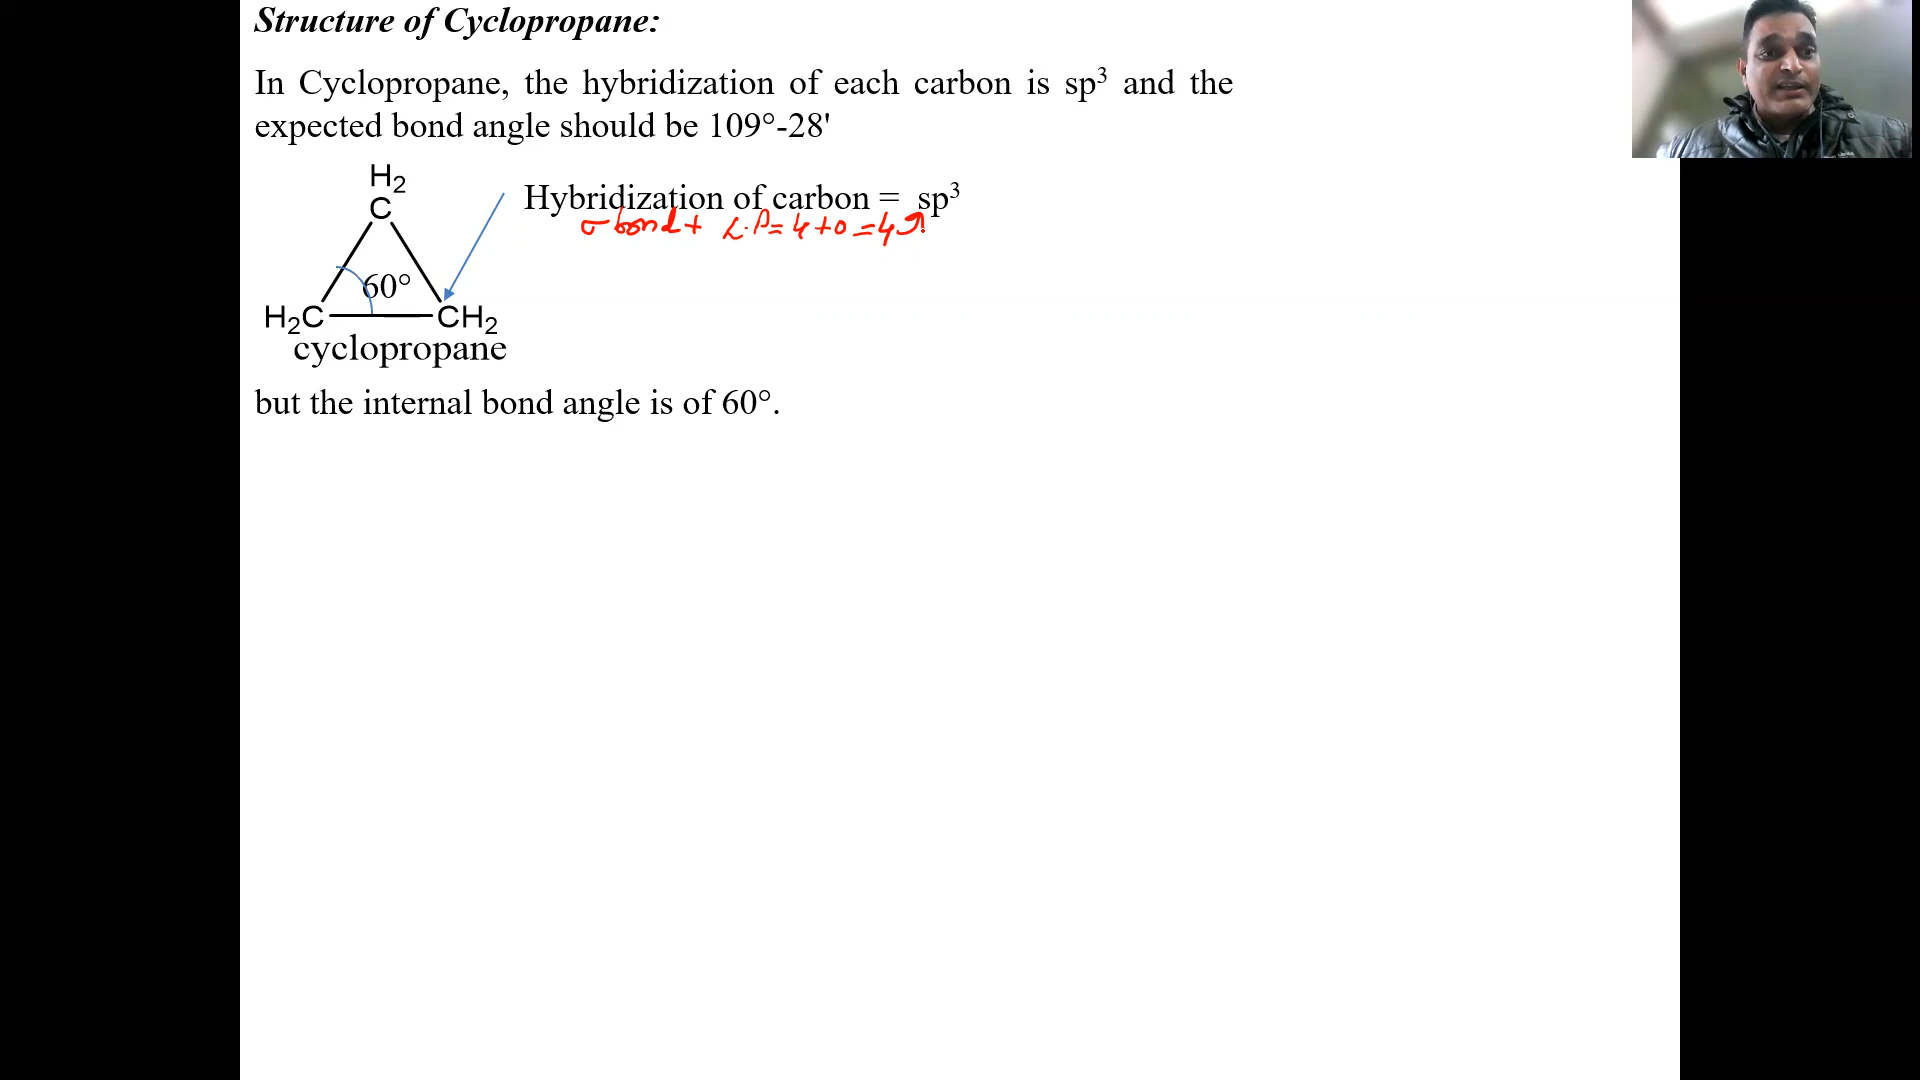 Structure of Cyclopropane:
In Cyclopropane, the hybridization of each carbon is sp³ and the
expected bond angle should be 109°-28'
H₂
C
Hybridization of carbon = sp³
σ bond + L.P = 4+0 = 4
60°
H₂C
CH₂
cyclopropane
but the internal bond angle is of 60°.